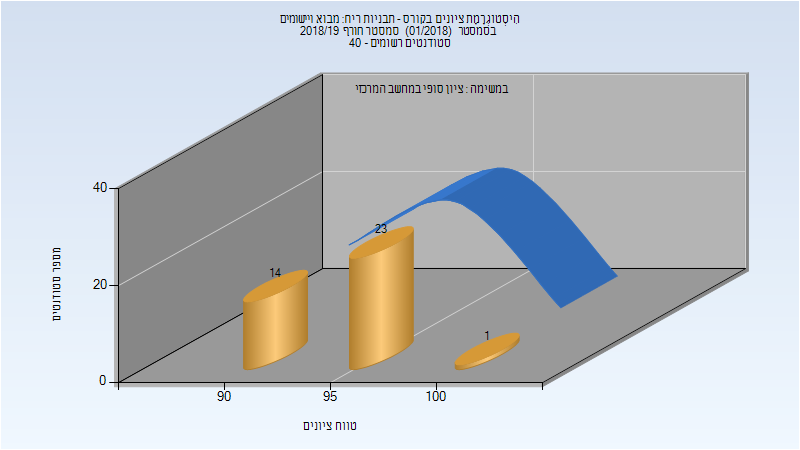 היסטוגרמת ציונים בקורס - תבניות ריח: מבוא ויישומים
בסמסטר (01/2018) סמסטר חורף 2018/19
סטודנטים רשומים - 40
במשימה : ציון סופי במחשב המרכזי
מספר סטודנטים
40
20
0
14
23
1
90
95
100
טווח ציונים